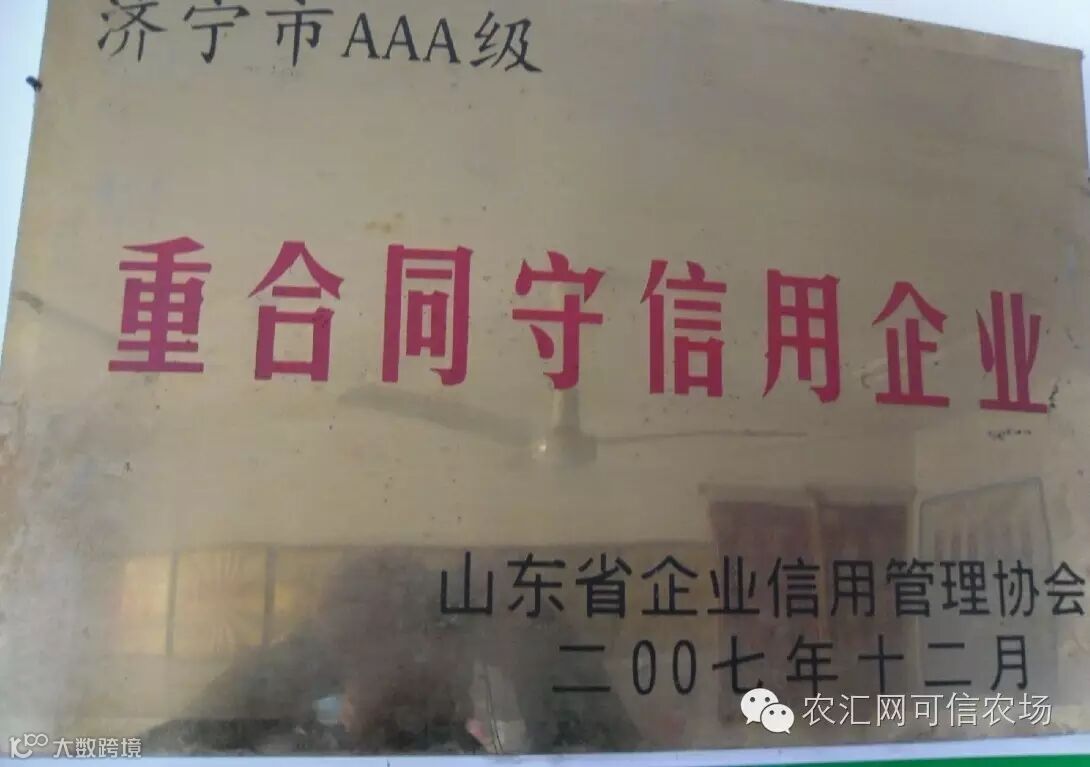 济宁市AAA级
重合同守信用企业
山东省企业信用管理协会
二00七年十二月
农汇网可信农场
大数跨境